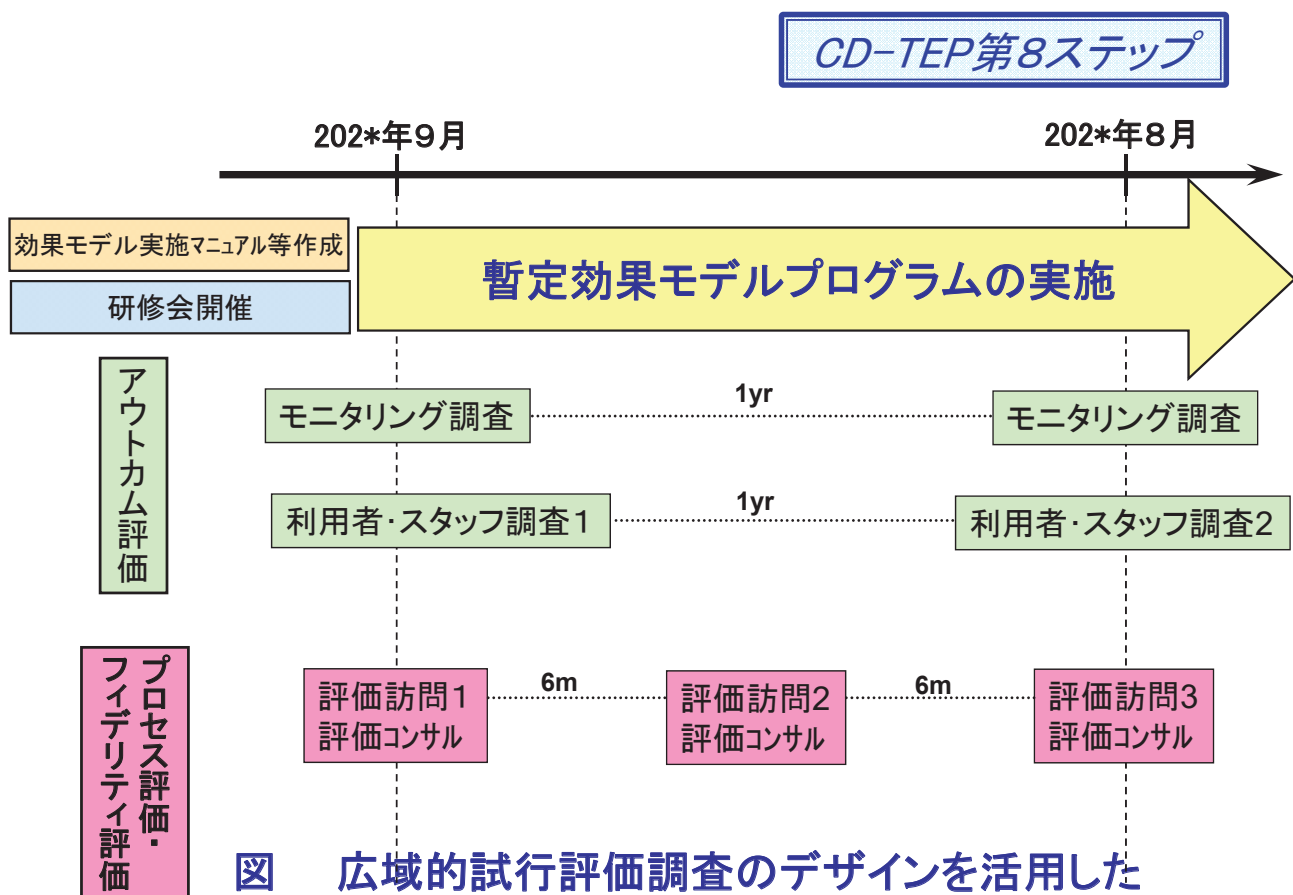 CD-TEP第8ステップ
202*年9月
202*年8月
効果モデル実施マニュアル等作成
研修会開催
暫定効果モデルプログラムの実施
アウトカム評価
モニタリング調査
1yr
モニタリング調査
利用者・スタッフ調査1
1yr
利用者・スタッフ調査2
プロセス評価・
フィデリティ評価
評価訪問1
評価コンサル
6m
評価訪問2
評価コンサル
6m
評価訪問3
評価コンサル
図 広域的試行評価調査のデザインを活用した